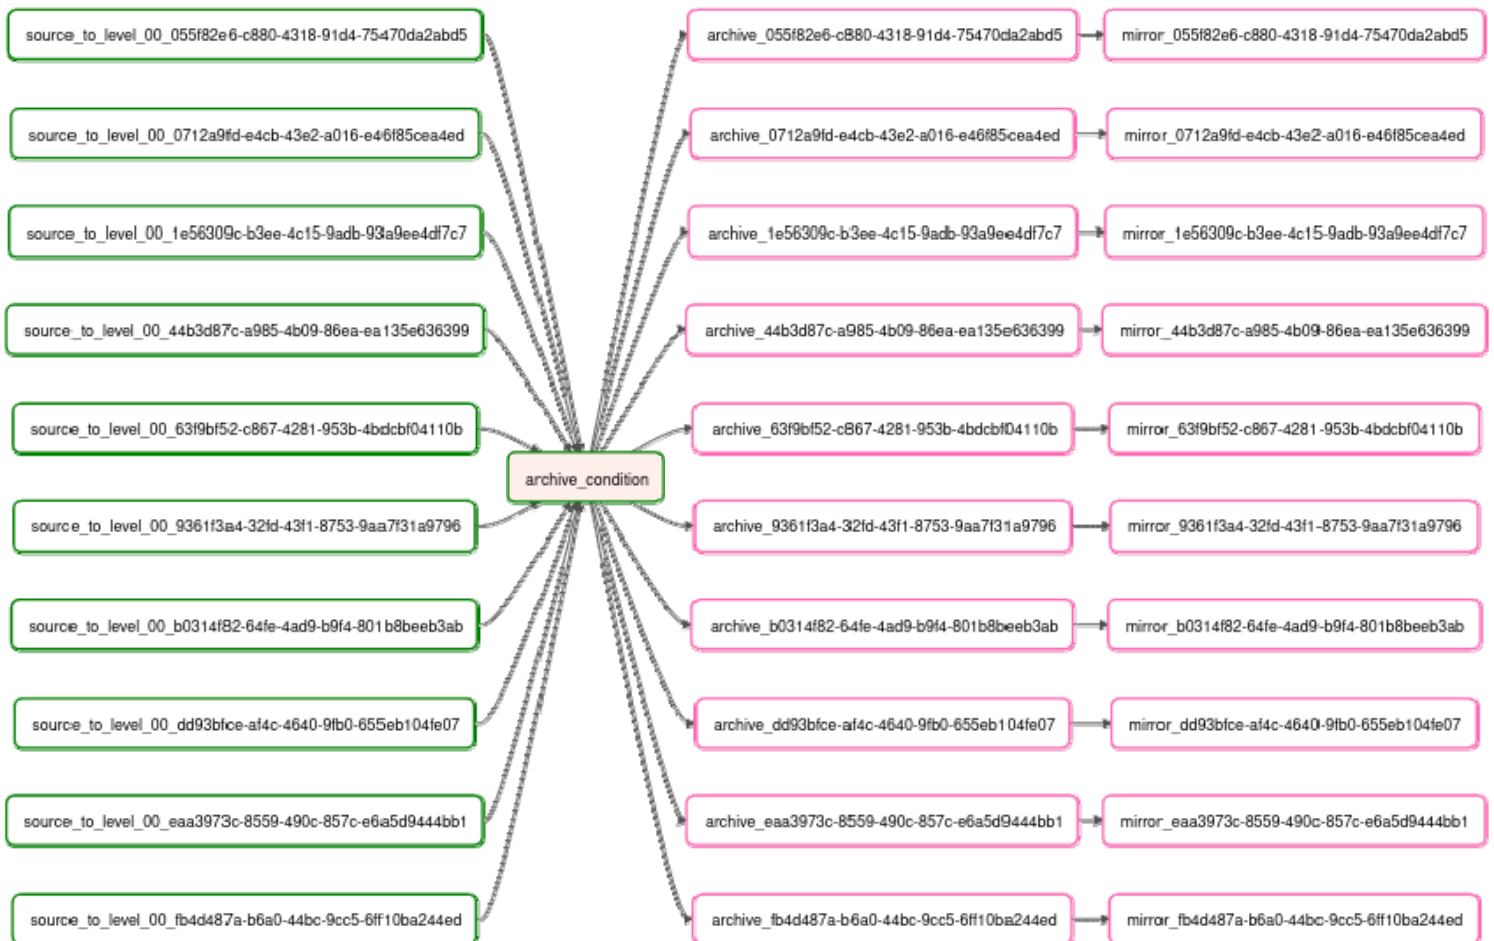 source_to_level_00_055f82e6-c880-4318-91d4-75470da2abd5
archive_055f82e6-c880-4318-91d4-75470da2abd5
mirror_055f82e6-c880-4318-91d4-75470da2abd5
source_to_level_00_0712a9fd-e4cb-43e2-a016-e46f85cea4ed
archive_0712a9fd-e4cb-43e2-a016-e46f85cea4ed
mirror_0712a9fd-e4cb-43e2-a016-e46f85cea4ed
source_to_level_00_1e56309c-b3ee-4c15-9adb-93a9ee4df7c7
archive_1e56309c-b3ee-4c15-9adb-93a9ee4df7c7
mirror_1e56309c-b3ee-4c15-9adb-93a9ee4df7c7
source_to_level_00_44b3d87c-a985-4b09-86ea-ea135e636399
archive_44b3d87c-a985-4b09-86ea-ea135e636399
mirror_44b3d87c-a985-4b09-86ea-ea135e636399
source_to_level_00_63f9bf52-c867-4281-953b-4bdcbf04110b
archive_63f9bf52-c867-4281-953b-4bdcbf04110b
mirror_63f9bf52-c867-4281-953b-4bdcbf04110b
archive_condition
source_to_level_00_9361f3a4-32fd-43f1-8753-9aa7f31a9796
archive_9361f3a4-32fd-43f1-8753-9aa7f31a9796
mirror_9361f3a4-32fd-43f1-8753-9aa7f31a9796
source_to_level_00_b0314f82-64fe-4ad9-b9f4-801b8beeb3ab
archive_b0314f82-64fe-4ad9-b9f4-801b8beeb3ab
mirror_b0314f82-64fe-4ad9-b9f4-801b8beeb3ab
source_to_level_00_dd93bfce-af4c-4640-9fb0-655eb104fe07
archive_dd93bfce-af4c-4640-9fb0-655eb104fe07
mirror_dd93bfce-af4c-4640-9fb0-655eb104fe07
source_to_level_00_eaa3973c-8559-490c-857c-e6a5d9444bb1
archive_eaa3973c-8559-490c-857c-e6a5d9444bb1
mirror_eaa3973c-8559-490c-857c-e6a5d9444bb1
source_to_level_00_fb4d487a-b6a0-44bc-9cc5-6ff10ba244ed
archive_fb4d487a-b6a0-44bc-9cc5-6ff10ba244ed
mirror_fb4d487a-b6a0-44bc-9cc5-6ff10ba244ed